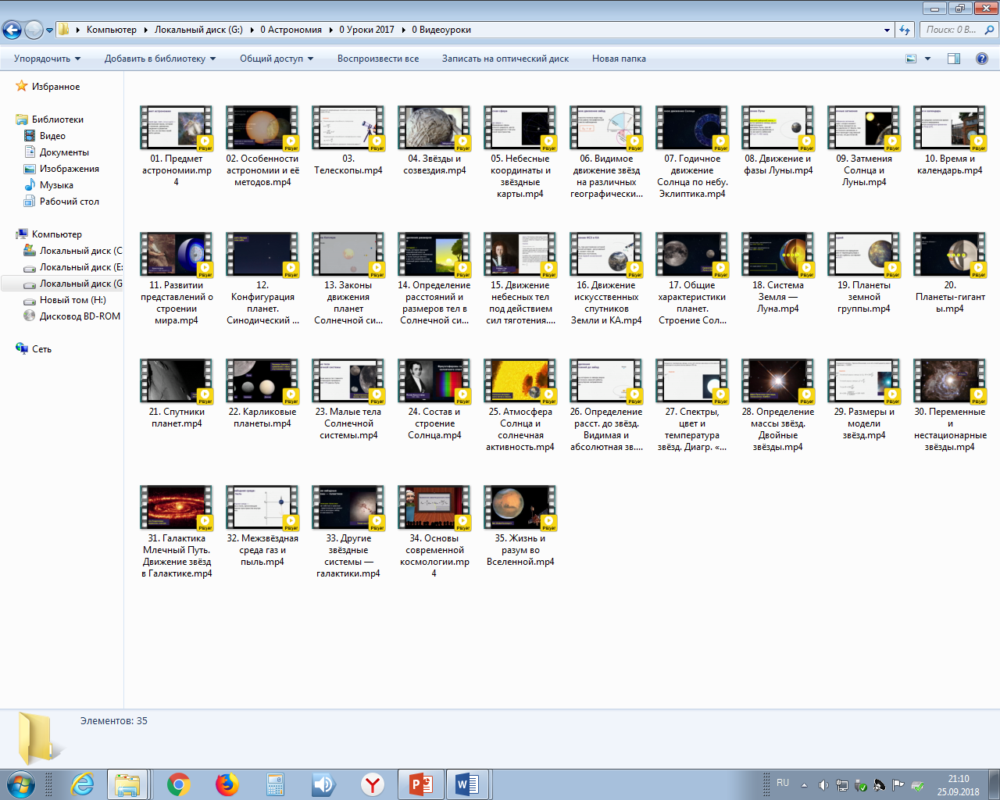 Компьютер ▸ Локальный диск (G:) ▸ 0 Астрономия ▸ 0 Уроки 2017 ▸ 0 Видеоуроки
Поиск: 0 В...
Упорядочить Добавить в библиотеку Общий доступ Воспроизвести все Записать на оптический диск Новая папка
Избранное
Библиотеки
Видео
Документы
Изображения
Музыка
Рабочий стол
Компьютер
Локальный диск (C
Локальный диск (E:
Локальный диск (G
Новый том (H:)
Дисковод BD-ROM
Сеть
01. Предмет
астрономии.mp
4
02. Особенности
астрономии и её
методов.mp4
03.
Телескопы.mp4
04. Звёзды и
созвездия.mp4
05. Небесные
координаты и
звёздные
карты.mp4
06. Видимое
движение звёзд
на различных
географически...
07. Годичное
движение
Солнца по небу.
Эклиптика.mp4
08. Движение и
фазы Луны.mp4
09. Затмения
Солнца и
Луны.mp4
10. Время и
календарь.mp4
11. Развитии
представлений о
строении
мира.mp4
12.
Конфигурация
планет.
Синодический ...
13. Законы
движения
планет
Солнечной си...
14. Определение
расстояний и
размеров тел в
Солнечной си...
15. Движение
небесных тел
под действием
сил тяготения....
16. Движение
искусственных
спутников
Земли и КА.mp4
17. Общие
характеристики
планет.
Строение Сол...
18. Система
Земля —
Луна.mp4
19. Планеты
земной
группы.mp4
20.
Планеты-гигант
ы.mp4
21. Спутники
планет.mp4
22. Карликовые
планеты.mp4
23. Малые тела
Солнечной
системы.mp4
24. Состав и
строение
Солнца.mp4
25. Атмосфера
Солнца и
солнечная
активность.mp4
26. Определение
расст. до звёзд.
Видимая и
абсолютная зв....
27. Спектры,
цвет и
температура
звёзд. Диагр. «...
28. Определение
массы звёзд.
Двойные
звёзды.mp4
29. Размеры и
модели
звёзд.mp4
30. Переменные
и
нестационарные
звёзды.mp4
31. Галактика
Млечный Путь.
Движение звёзд
в Галактике.mp4
32. Межзвёздная
среда газ и
пыль.mp4
33. Другие
звёздные
системы —
галактики.mp4
34. Основы
современной
космологии.mp
4
35. Жизнь и
разум во
Вселенной.mp4
Элементов: 35
RU
21:10
25.09.2018